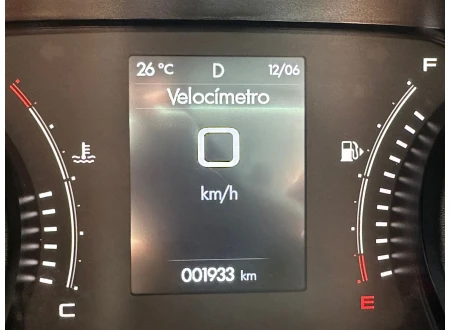 26 °C D 12/06
F
Velocímetro
0
km/h
001933 km
C
E